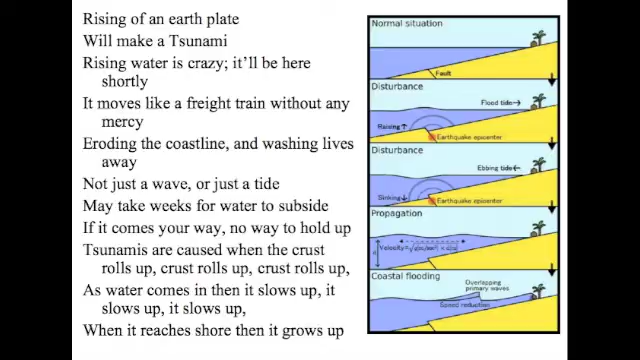 Rising of an earth plate
Will make a Tsunami
Rising water is crazy; it'll be here
shortly
It moves like a freight train without any
mercy
Eroding the coastline, and washing lives
away
Not just a wave, or just a tide
May take weeks for water to subside
If it comes your way, no way to hold up
Tsunamis are caused when the crust
rolls up, crust rolls up, crust rolls up,
As water comes in then it slows up, it
slows up, it slows up,
When it reaches shore then it grows up
Normal situation
Fault
Disturbance
Flood tide
Raising
Earthquake epicenter
Disturbance
Ebbing tide
Sinking
Earthquake epicenter
Propagation
Velocity=
Coastal flooding
Overlapping
primary waves
Speed reduction